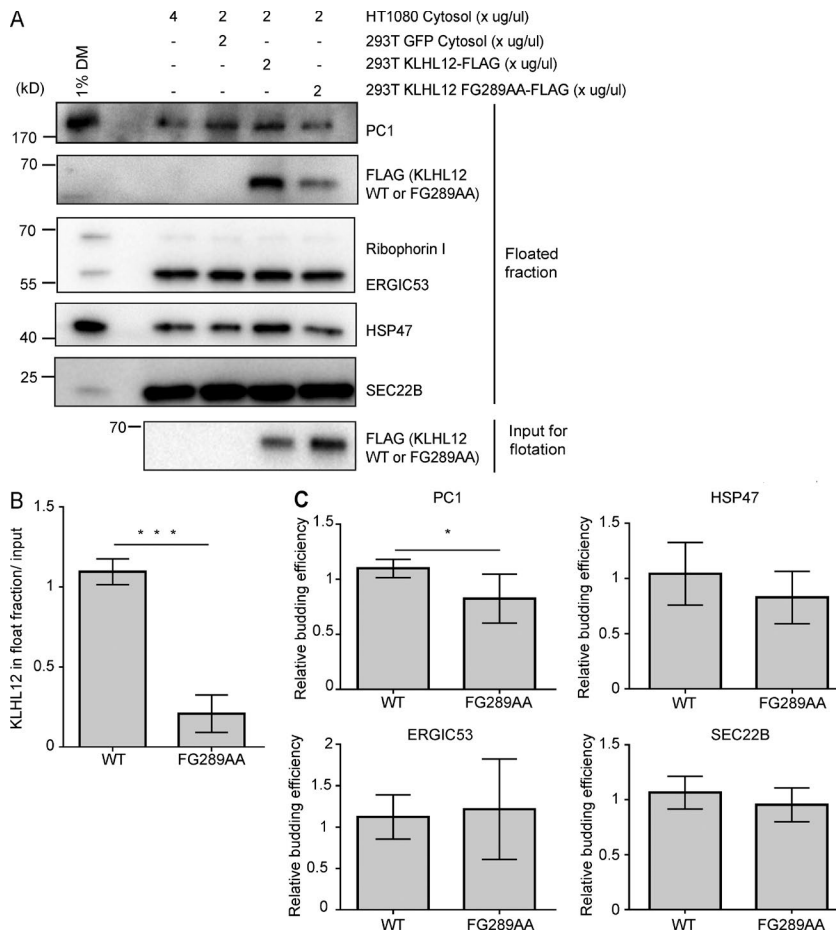 A
4 2 2 2 HT1080 Cytosol (x ug/ul)
- 2 - - 293T GFP Cytosol (x ug/ul)
- - 2 - 293T KLHL12-FLAG (x ug/ul)
- - - 2 293T KLHL12 FG289AA-FLAG (x ug/ul)
1% DM
(kD)
170
PC1
70
FLAG (KLHL12
WT or FG289AA)
70
Ribophorin I
55
ERGIC53
40
HSP47
25
SEC22B
Floated
fraction
70
FLAG (KLHL12
WT or FG289AA)
Input for
flotation
B
KLHL12 in float fraction/ input
1.5
1
0.5
0
* * *
WT FG289AA
C
PC1
Relative budding efficiency
1.5
1
0.5
0
*
WT FG289AA
HSP47
Relative budding efficiency
1.5
1
0.5
0
WT FG289AA
ERGIC53
Relative budding efficiency
2
1.5
1
0.5
0
WT FG289AA
SEC22B
Relative budding efficiency
1.5
1
0.5
0
WT FG289AA